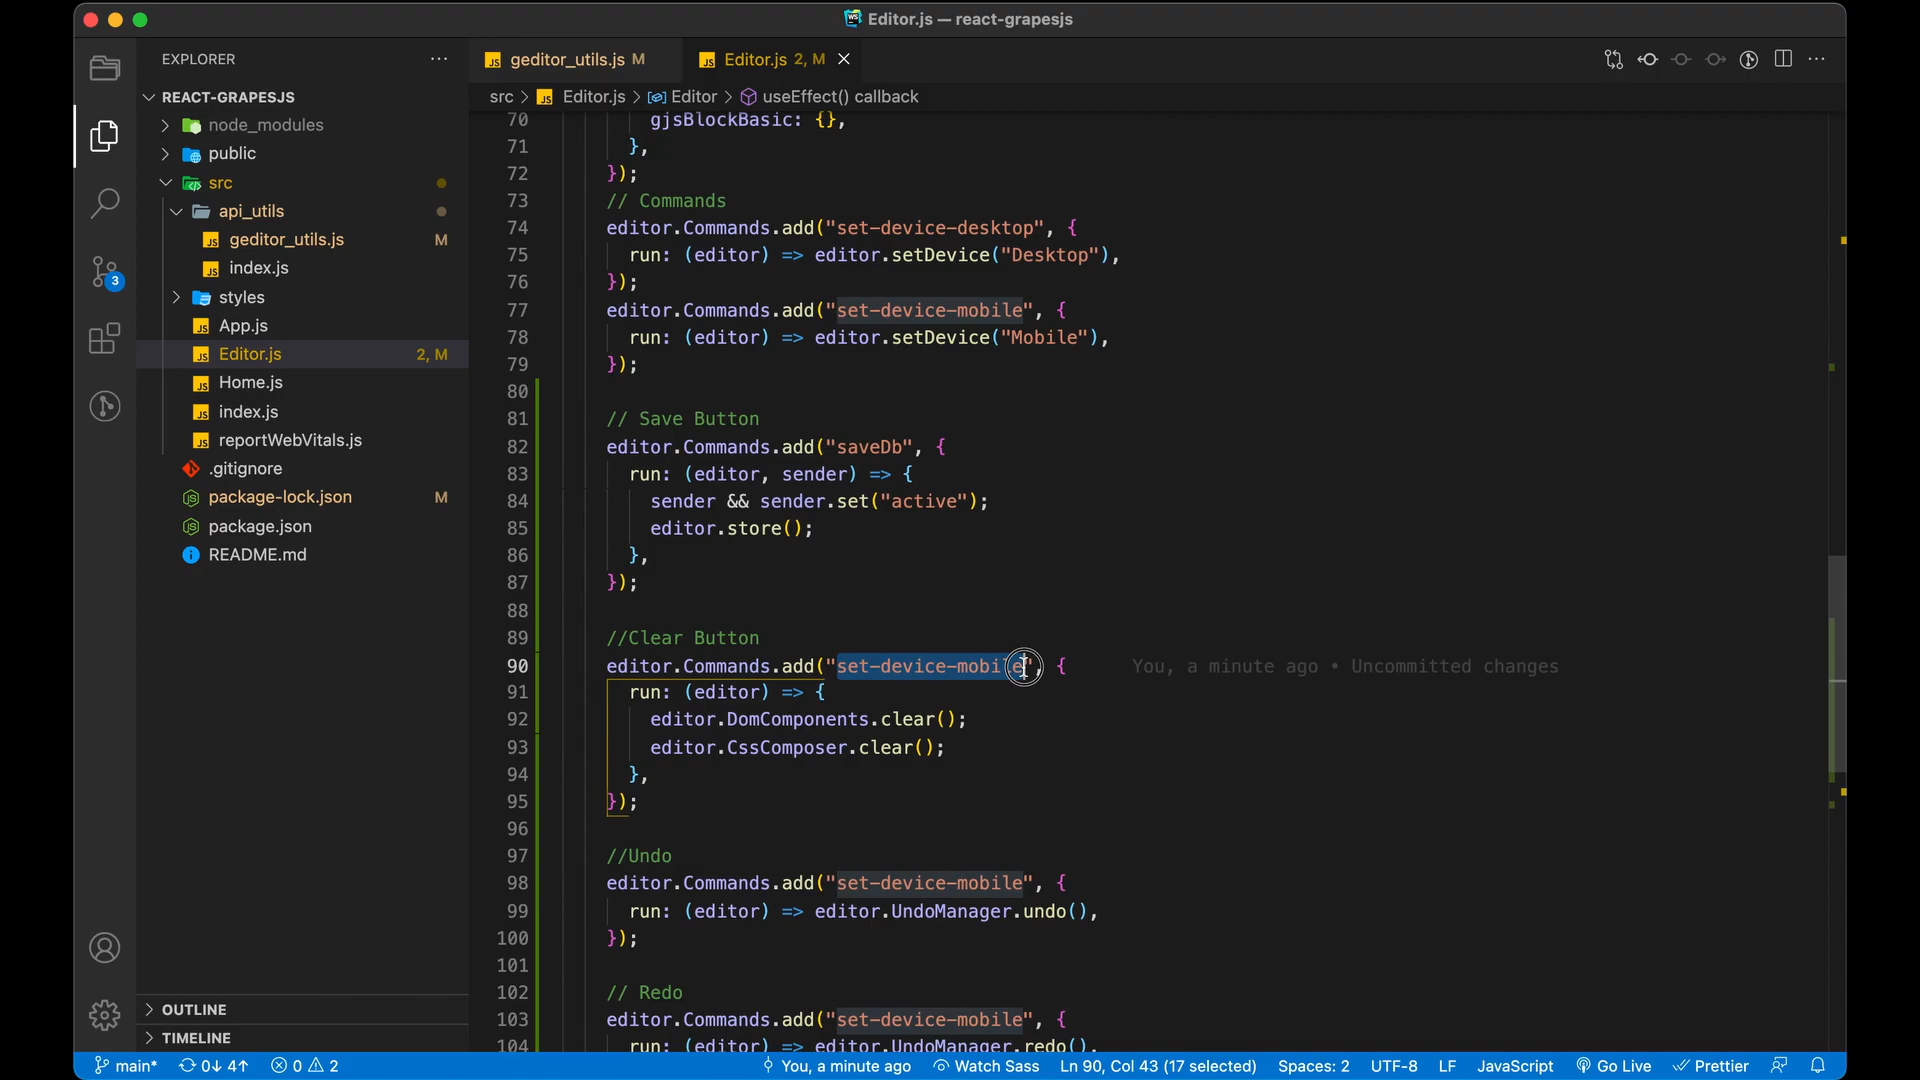 Editor.js — react-grapesjs
EXPLORER
geditor_utils.js M
Editor.js 2, M
src > Editor.js > Editor > useEffect() callback
REACT-GRAPESJS
node_modules
public
src
api_utils
geditor_utils.js M
index.js
styles
App.js
Editor.js 2, M
Home.js
index.js
reportWebVitals.js
.gitignore
package-lock.json M
package.json
README.md
OUTLINE
TIMELINE
3
70 gjsBlockBasic: {},
71 },
72 });
73 // Commands
74 editor.Commands.add("set-device-desktop", {
75 run: (editor) => editor.setDevice("Desktop"),
76 });
77 editor.Commands.add("set-device-mobile", {
78 run: (editor) => editor.setDevice("Mobile"),
79 });
80
81 // Save Button
82 editor.Commands.add("saveDb", {
83 run: (editor, sender) => {
84 sender && sender.set("active");
85 editor.store();
86 },
87 });
88
89 //Clear Button
90 editor.Commands.add("set-device-mobile", { You, a minute ago • Uncommitted changes
91 run: (editor) => {
92 editor.DomComponents.clear();
93 editor.CssComposer.clear();
94 },
95 });
96
97 //Undo
98 editor.Commands.add("set-device-mobile", {
99 run: (editor) => editor.UndoManager.undo(),
100 });
101
102 // Redo
103 editor.Commands.add("set-device-mobile", {
104 run: (editor) => editor.UndoManager.redo(),
main* 0↓ 4↑ 0 2 You, a minute ago Watch Sass Ln 90, Col 43 (17 selected) Spaces: 2 UTF-8 LF JavaScript Go Live Prettier